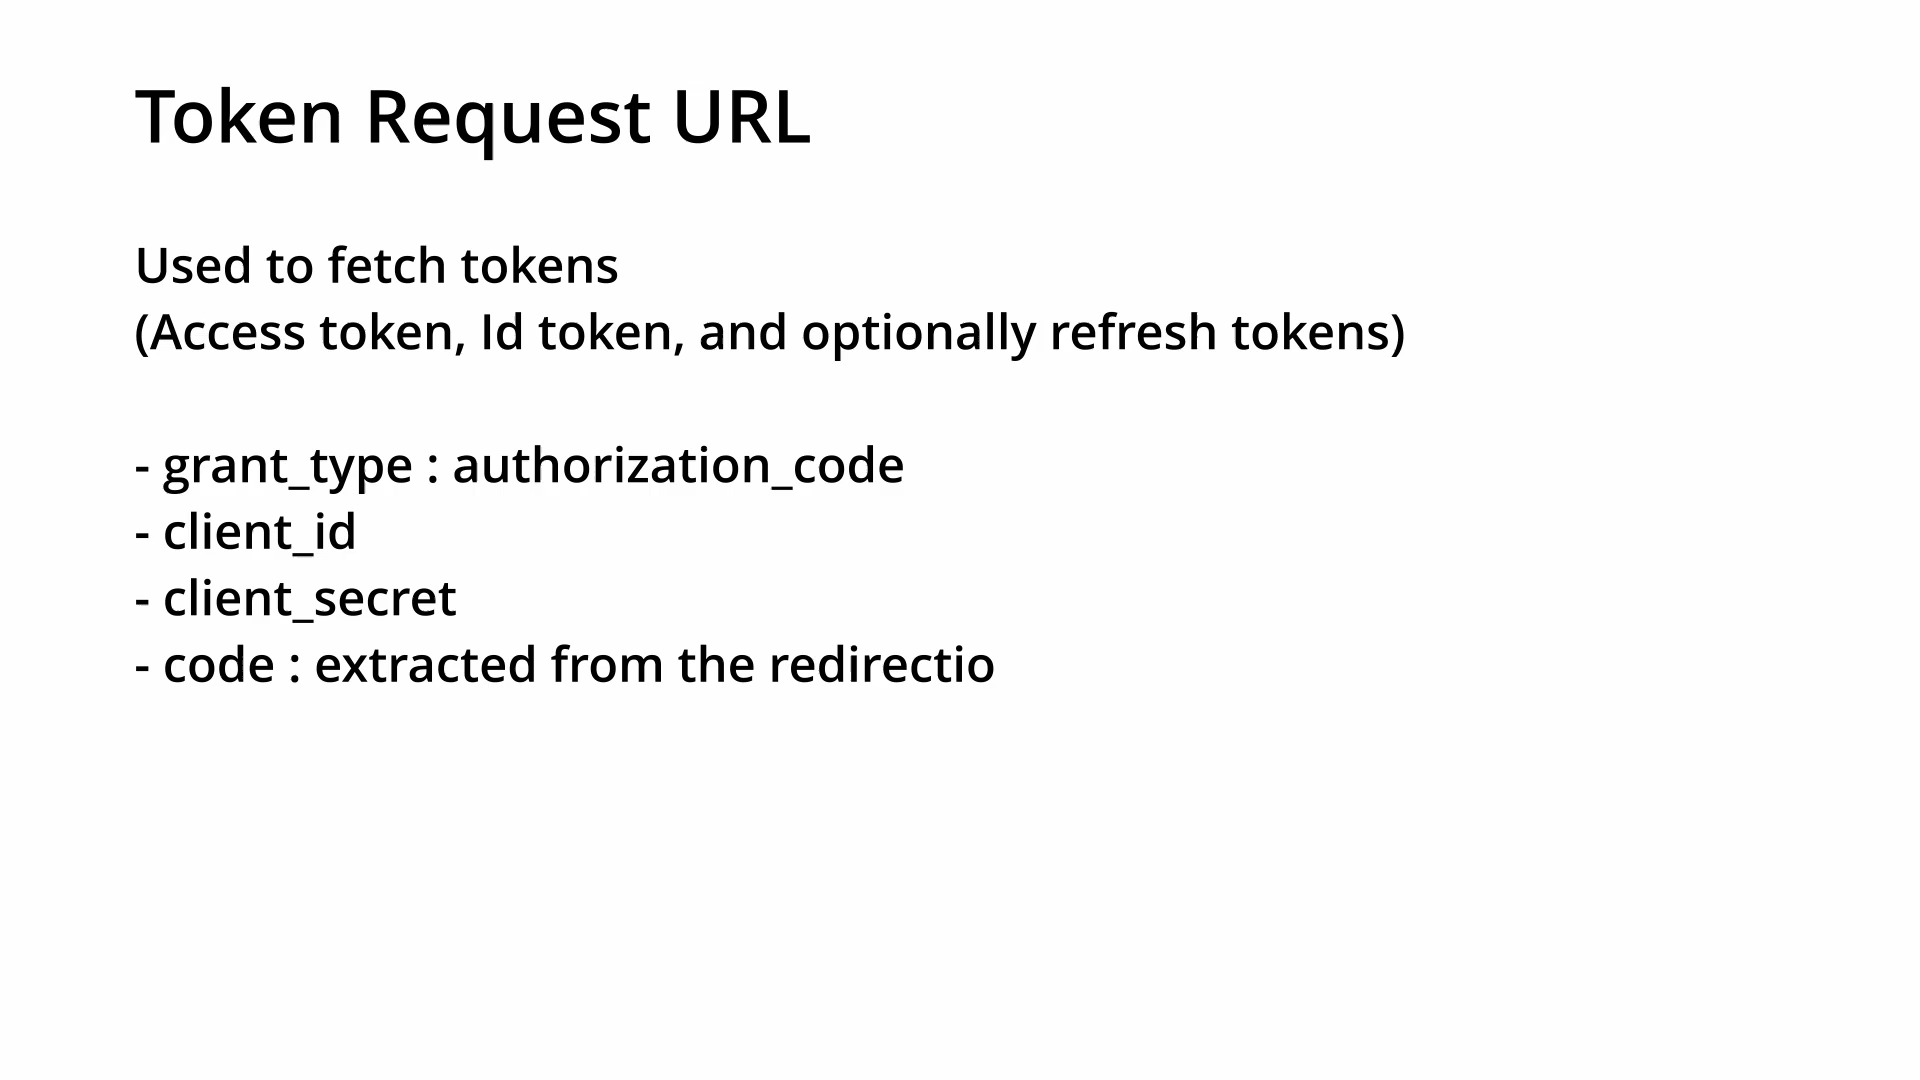 Token Request URL
Used to fetch tokens
(Access token, Id token, and optionally refresh tokens)
- grant_type : authorization_code
- client_id
- client_secret
- code : extracted from the redirectio